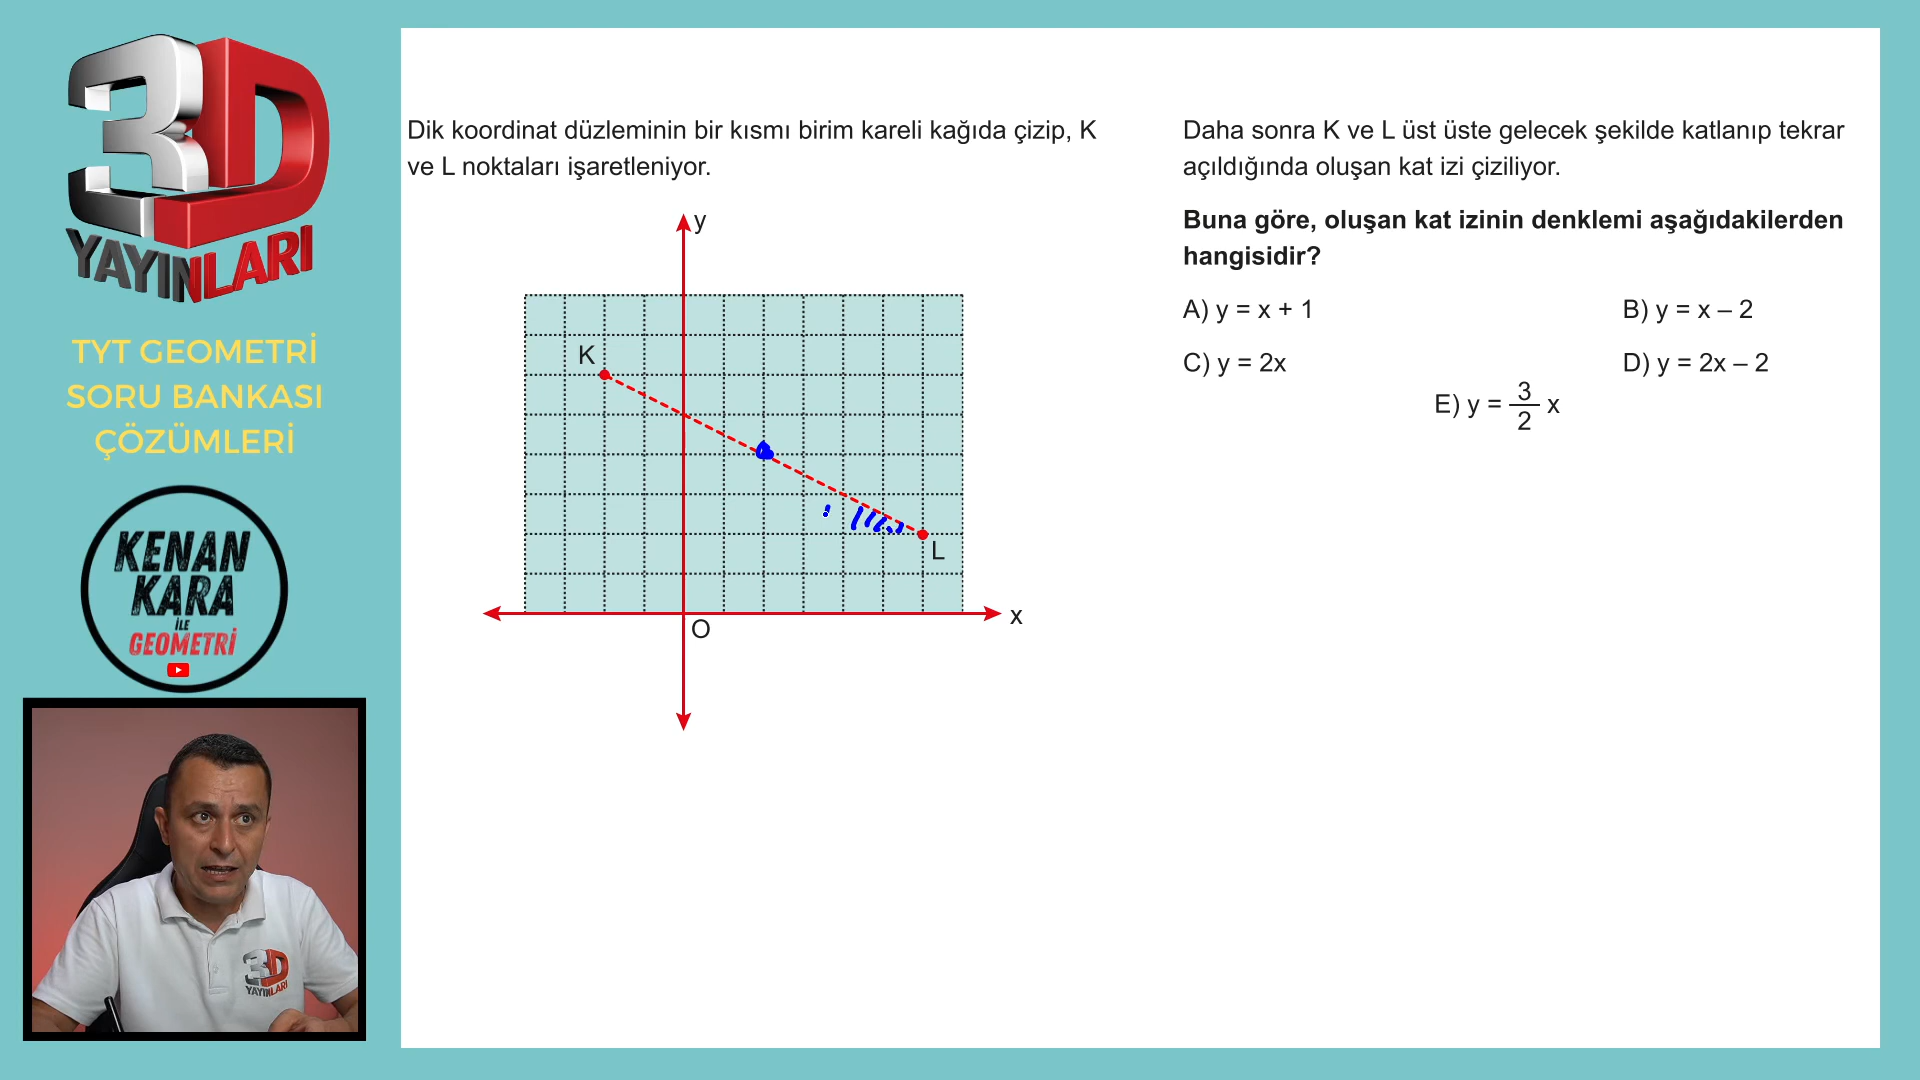 3D
YAYINLARI
TYT GEOMETRİ
SORU BANKASI
ÇÖZÜMLERİ
KENAN
KARA
İLE
GEOMETRİ
3D
YAYINLARI
Dik koordinat düzleminin bir kısmı birim kareli kağıda çizip, K
ve L noktaları işaretleniyor.
y
K
L
x
O
Daha sonra K ve L üst üste gelecek şekilde katlanıp tekrar
açıldığında oluşan kat izi çiziliyor.
Buna göre, oluşan kat izinin denklemi aşağıdakilerden
hangisidir?
A) y = x + 1
B) y = x – 2
C) y = 2x
D) y = 2x – 2
E) y = 3/2 x